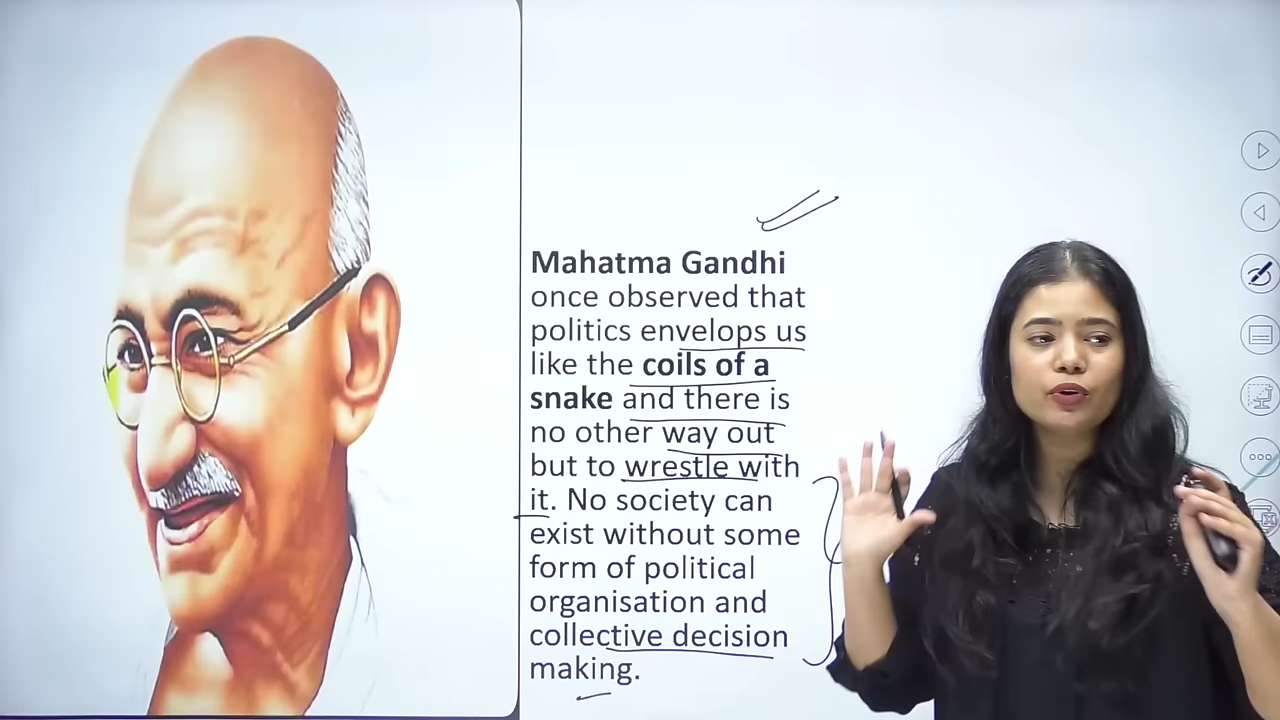 Mahatma Gandhi
once observed that
politics envelops us
like the coils of a
snake and there is
no other way out
but to wrestle with
it. No society can
exist without some
form of political
organisation and
collective decision
making.